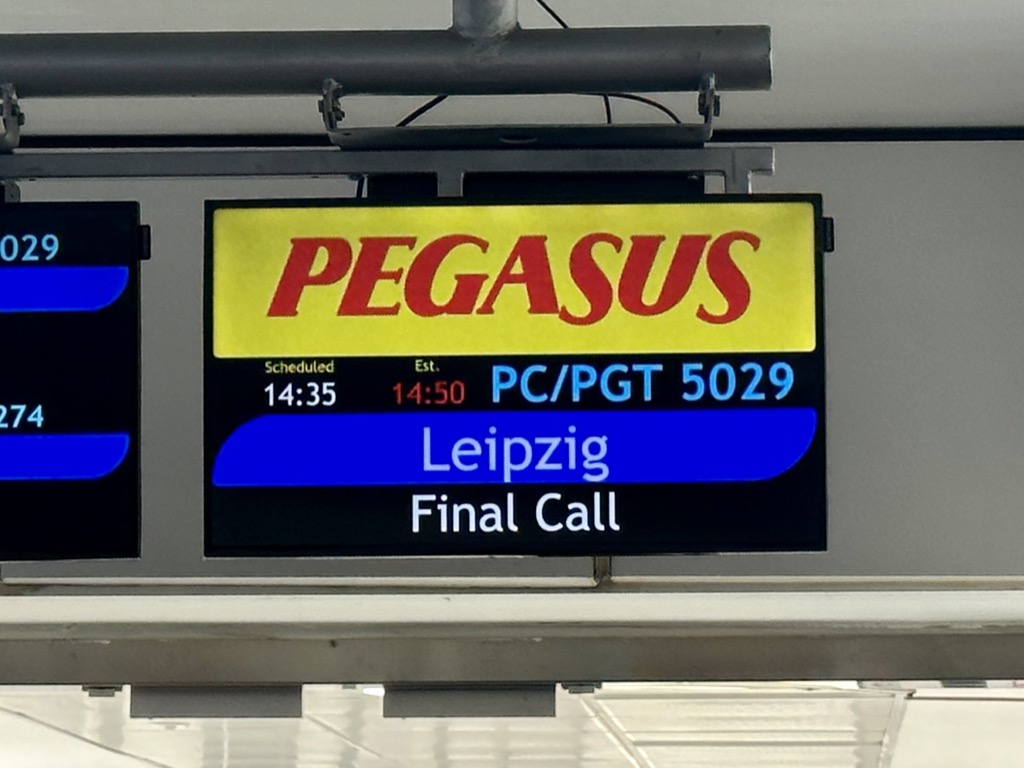 029
274
PEGASUS
Scheduled Est.
14:35 14:50 PC/PGT 5029
Leipzig
Final Call